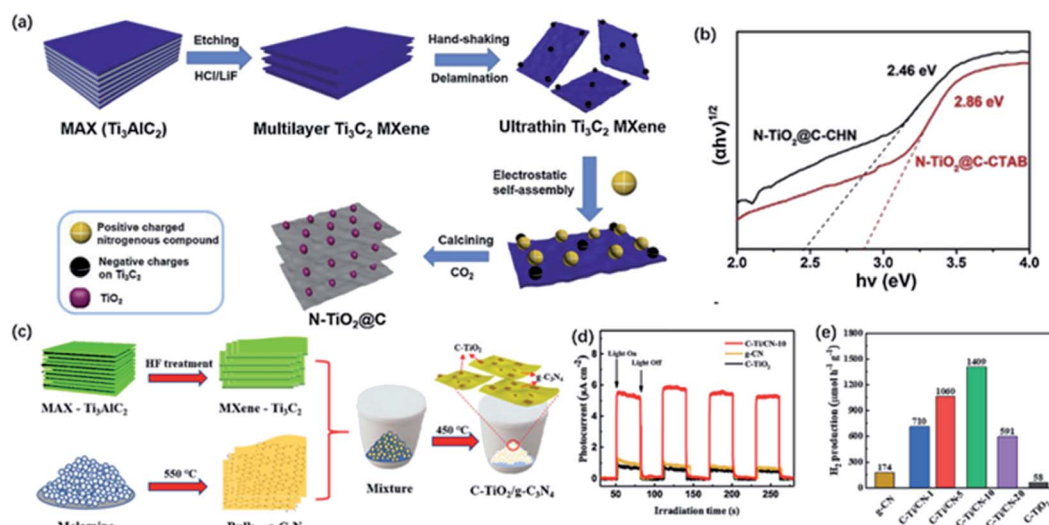 (a)
Etching
HCl/LiF
Hand-shaking
Delamination
MAX (Ti₃AlC₂)
Multilayer Ti₃C₂ MXene
Ultrathin Ti₃C₂ MXene
Electrostatic
self-assembly
Positive charged
nitrogenous compound
Negative charges
on Ti₃C₂
TiO₂
Calcining
CO₂
N-TiO₂@C
(b)
(αhν)¹/²
2.46 eV
2.86 eV
N-TiO₂@C-CHN
N-TiO₂@C-CTAB
2.0 2.5 3.0 3.5 4.0
hν (eV)
(c)
HF treatment
MAX - Ti₃AlC₂
MXene - Ti₃C₂
550 °C
Mixture
450 °C
C-TiO₂
g-C₃N₄
C-TiO₂/g-C₃N₄
(d)
Photocurrent (μA cm⁻²)
8
6
4
2
0
Light On
Light Off
C-Ti/CN-10
g-CN
C-TiO₂
50 100 150 200 250
Irradiation time (s)
(e)
H₂ production (μmol h⁻¹ g⁻¹)
1800
1500
1200
900
600
300
0
174
710
1060
1409
591
58
g-CN
C-Ti/CN-1
C-Ti/CN-5
C-Ti/CN-10
C-Ti/CN-20
C-TiO₂